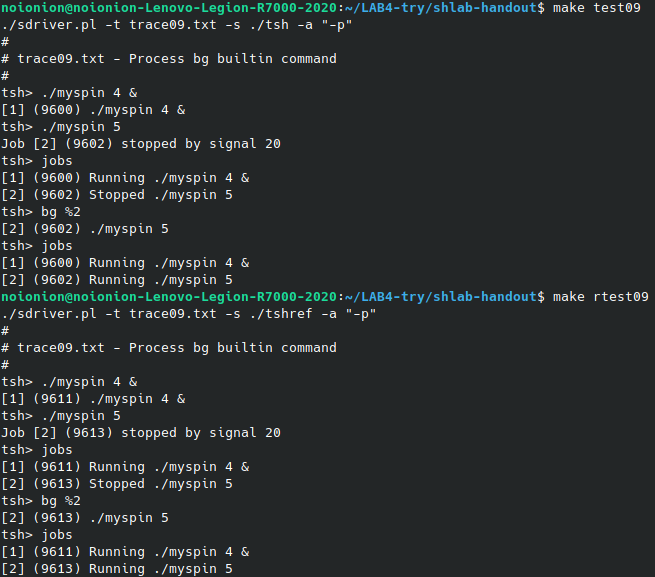 noionion@noionion-Lenovo-Legion-R7000-2020:~/LAB4-try/shlab-handout$ make test09
./sdriver.pl -t trace09.txt -s ./tsh -a "-p"
#
# trace09.txt - Process bg builtin command
#
tsh> ./myspin 4 &
[1] (9600) ./myspin 4 &
tsh> ./myspin 5
Job [2] (9602) stopped by signal 20
tsh> jobs
[1] (9600) Running ./myspin 4 &
[2] (9602) Stopped ./myspin 5
tsh> bg %2
[2] (9602) ./myspin 5
tsh> jobs
[1] (9600) Running ./myspin 4 &
[2] (9602) Running ./myspin 5
noionion@noionion-Lenovo-Legion-R7000-2020:~/LAB4-try/shlab-handout$ make rtest09
./sdriver.pl -t trace09.txt -s ./tshref -a "-p"
#
# trace09.txt - Process bg builtin command
#
tsh> ./myspin 4 &
[1] (9611) ./myspin 4 &
tsh> ./myspin 5
Job [2] (9613) stopped by signal 20
tsh> jobs
[1] (9611) Running ./myspin 4 &
[2] (9613) Stopped ./myspin 5
tsh> bg %2
[2] (9613) ./myspin 5
tsh> jobs
[1] (9611) Running ./myspin 4 &
[2] (9613) Running ./myspin 5